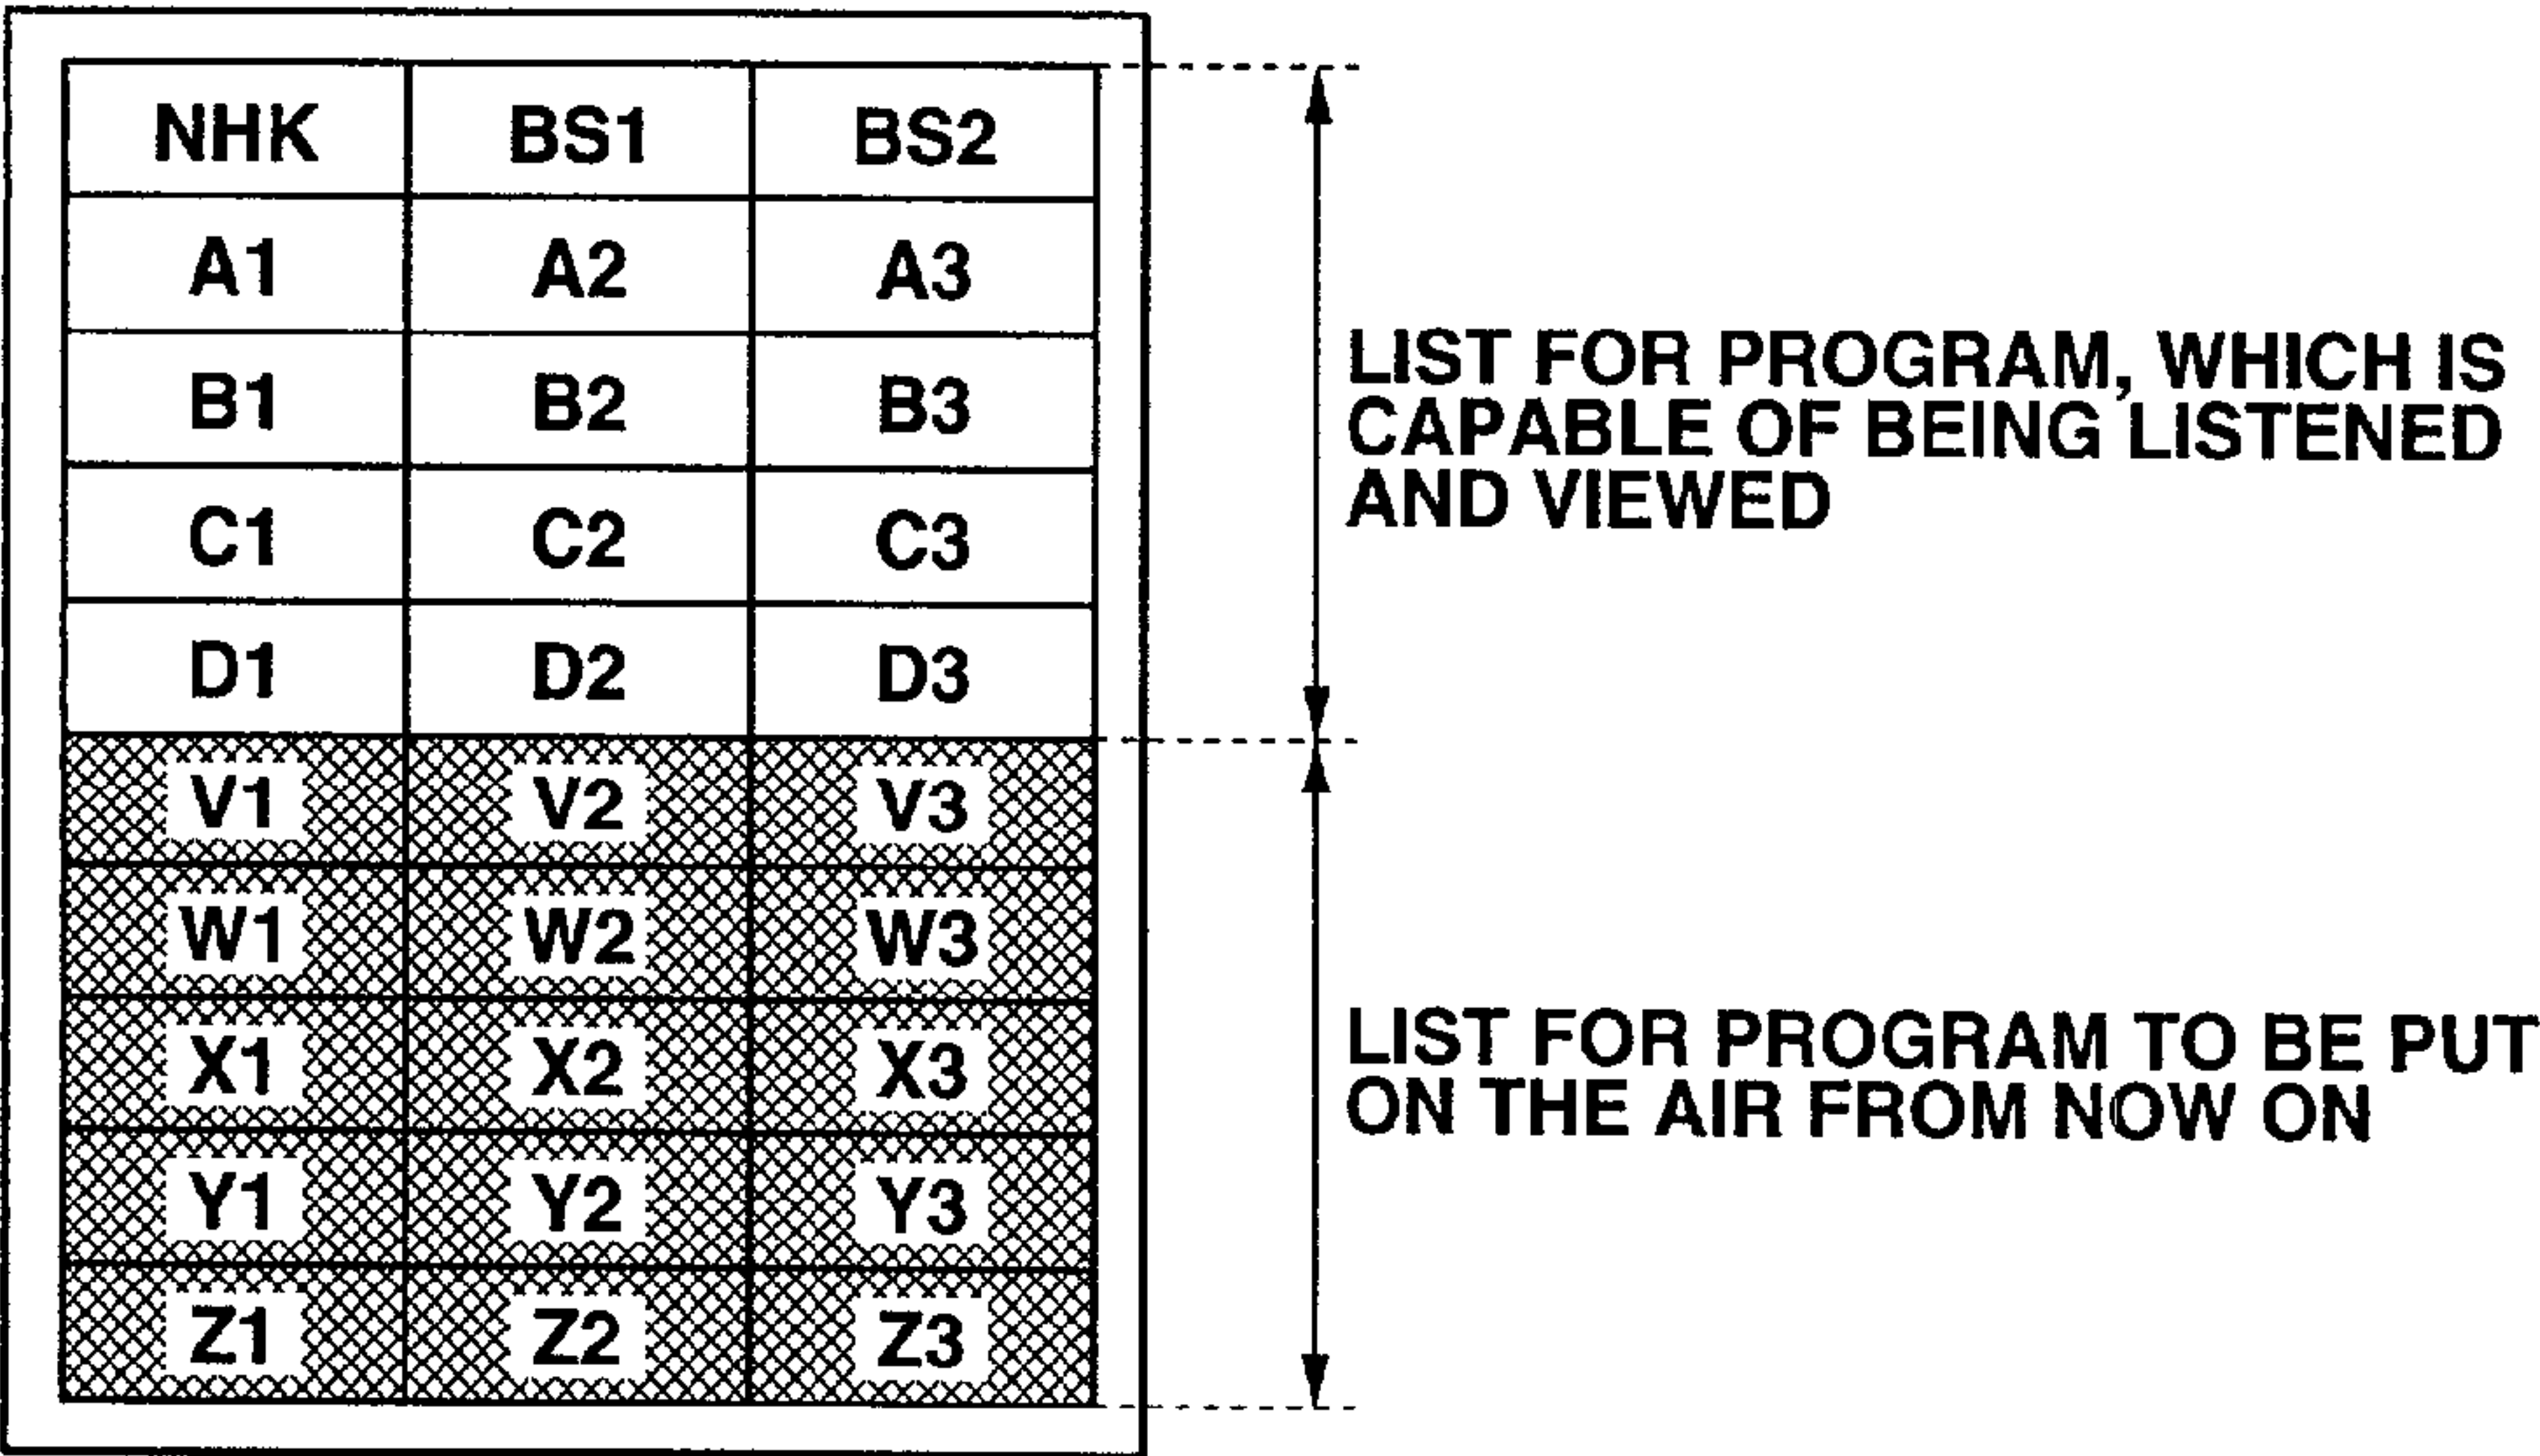 NHK BS1 BS2
A1 A2 A3
B1 B2 B3
C1 C2 C3
D1 D2 D3
V1 V2 V3
W1 W2 W3
X1 X2 X3
Y1 Y2 Y3
Z1 Z2 Z3
LIST FOR PROGRAM, WHICH IS
CAPABLE OF BEING LISTENED
AND VIEWED
LIST FOR PROGRAM TO BE PUT
ON THE AIR FROM NOW ON